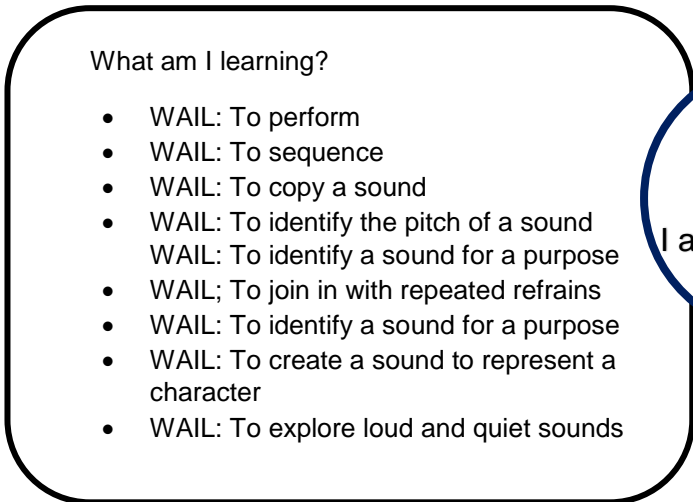 What am I learning?
• WAIL: To perform
• WAIL: To sequence
• WAIL: To copy a sound
• WAIL: To identify the pitch of a sound
WAIL: To identify a sound for a purpose
• WAIL; To join in with repeated refrains
• WAIL: To identify a sound for a purpose
• WAIL: To create a sound to represent a
character
• WAIL: To explore loud and quiet sounds
I a